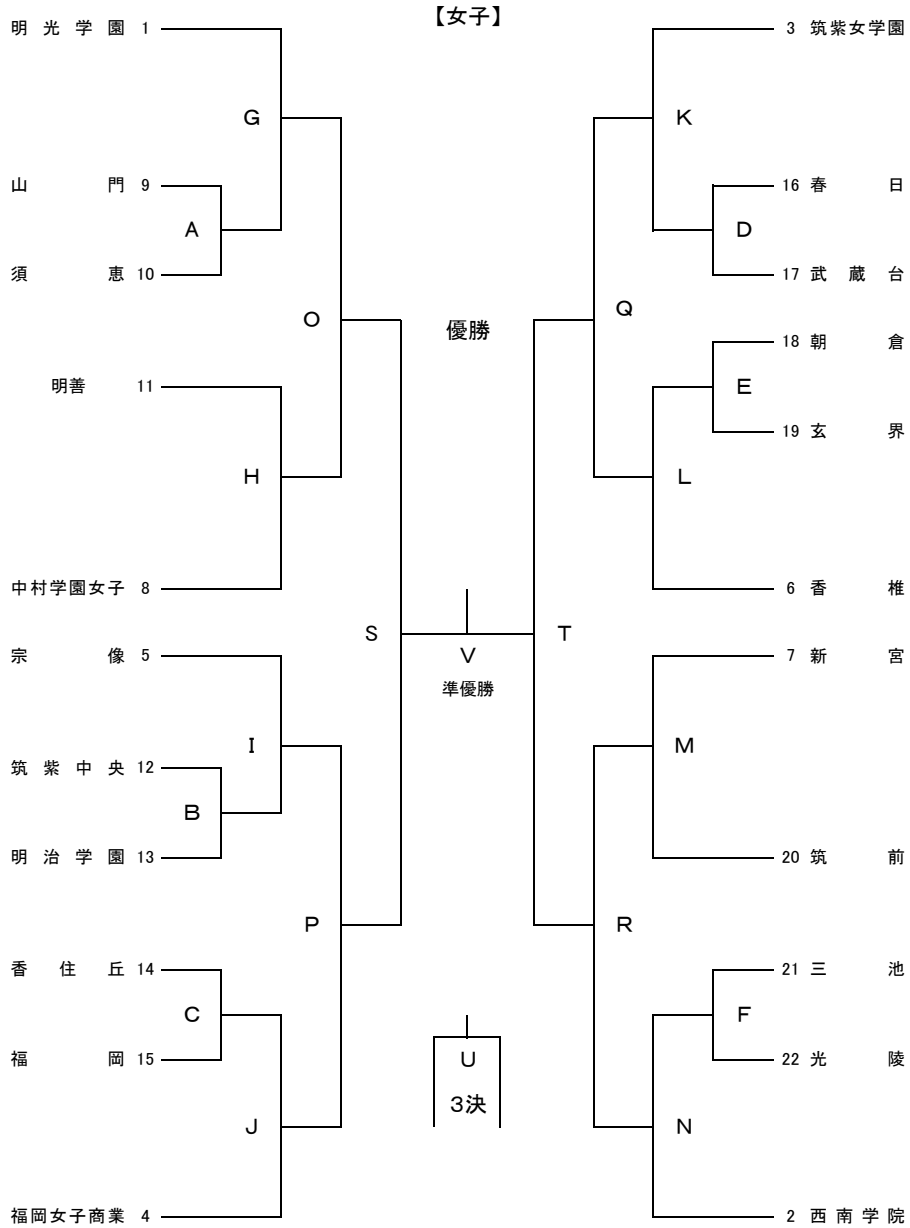 【女子】
明光学園 1
3 筑紫女学園
G
K
山門 9
16 春日
A
D
須恵 10
17 武蔵台
O
優勝
Q
18 朝倉
明善 11
E
19 玄界
H
L
中村学園女子 8
6 香椎
S
T
宗像 5
V
7 新宮
準優勝
I
M
筑紫中央 12
B
明治学園 13
20 筑前
P
R
香住丘 14
21 三池
C
F
福岡 15
U
22 光陵
3決
J
N
福岡女子商業 4
2 西南学院